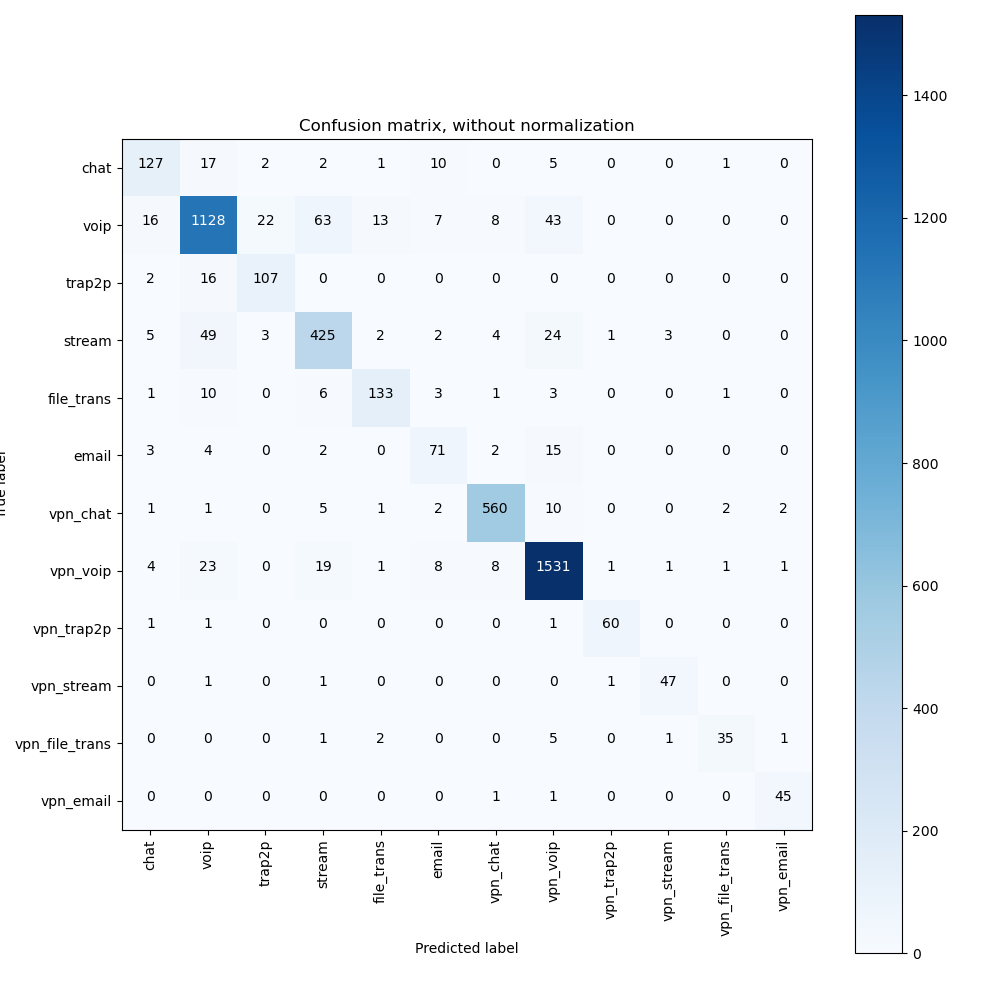 Confusion matrix, without normalization
chat 127 17 2 2 1 10 0 5 0 0 1 0
voip 16 1128 22 63 13 7 8 43 0 0 0 0
trap2p 2 16 107 0 0 0 0 0 0 0 0 0
stream 5 49 3 425 2 2 4 24 1 3 0 0
file_trans 1 10 0 6 133 3 1 3 0 0 1 0
email 3 4 0 2 0 71 2 15 0 0 0 0
vpn_chat 1 1 0 5 1 2 560 10 0 0 2 2
vpn_voip 4 23 0 19 1 8 8 1531 1 1 1 1
vpn_trap2p 1 1 0 0 0 0 0 1 60 0 0 0
vpn_stream 0 1 0 1 0 0 0 0 1 47 0 0
vpn_file_trans 0 0 0 1 2 0 0 5 0 1 35 1
vpn_email 0 0 0 0 0 0 1 1 0 0 0 45
chat voip trap2p stream file_trans email vpn_chat vpn_voip vpn_trap2p vpn_stream vpn_file_trans vpn_email
Predicted label
1400
1200
1000
800
600
400
200
0